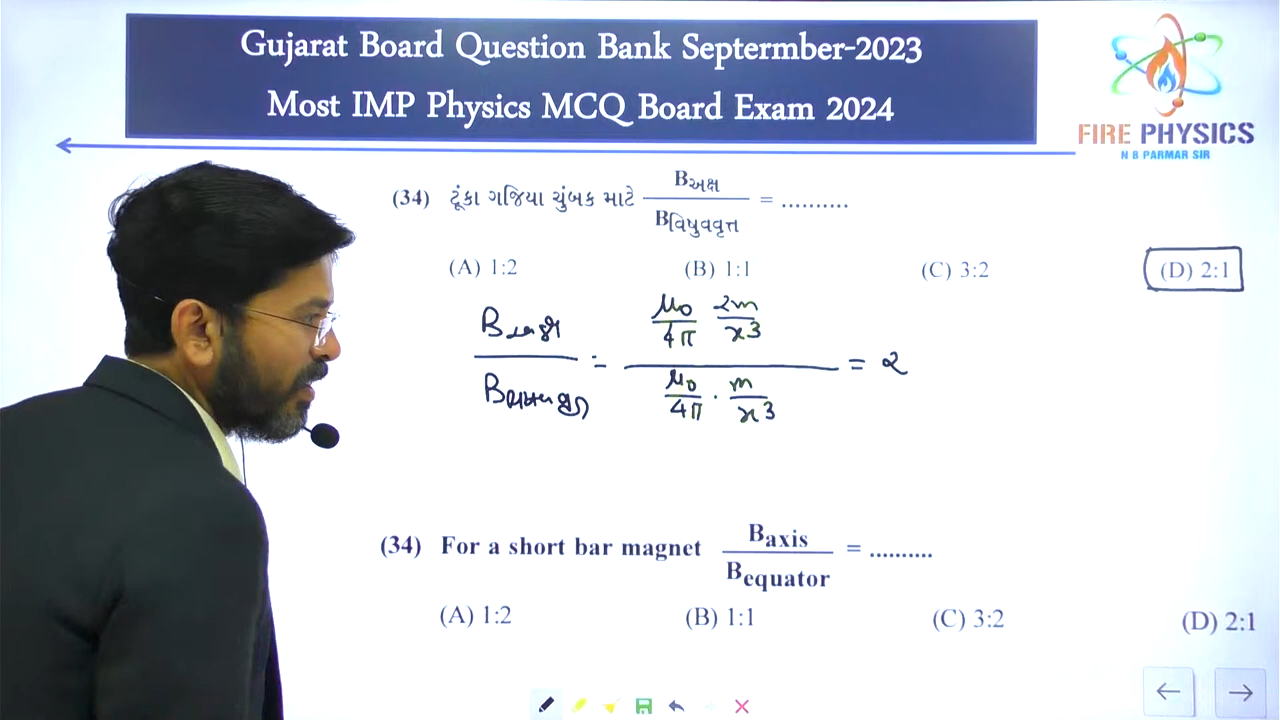 Gujarat Board Question Bank Septermber-2023
Most IMP Physics MCQ Board Exam 2024
FIRE PHYSICS
N B PARMAR SIR
(34) ટૂંકા ગજિયા ચુંબક માટે Bઅક્ષ / Bવિષુવવૃત્ત = ..........
(A) 1:2 (B) 1:1 (C) 3:2 (D) 2:1
μ0/4π 2m/x3
= = 2
μ0/4π · m/x3
(34) For a short bar magnet Baxis / Bequator = ..........
(A) 1:2 (B) 1:1 (C) 3:2 (D) 2:1